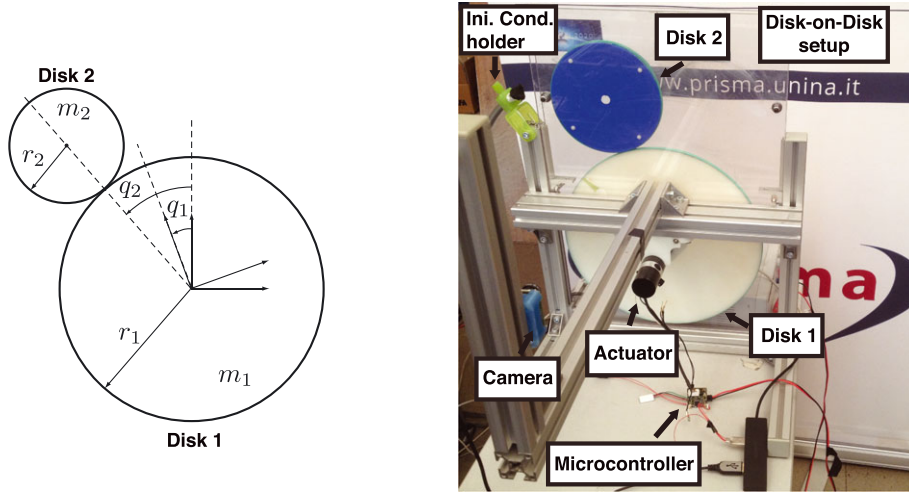 Disk 2
m2
r2
q2
q1
r1
m1
Disk 1
Ini. Cond.
holder
Disk 2
Disk-on-Disk
setup
www.prisma.unina.it
ma
Actuator
Disk 1
Camera
Microcontroller